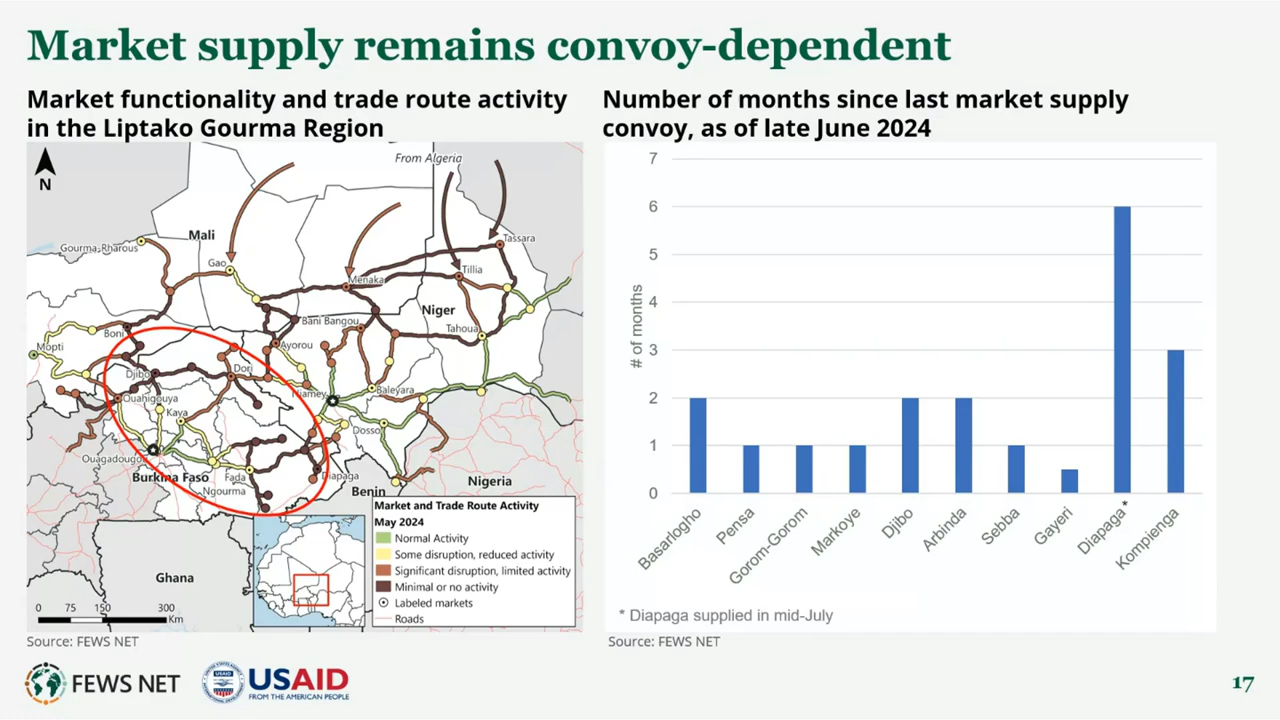 Market supply remains convoy-dependent
Market functionality and trade route activity
in the Liptako Gourma Region
N
From Algeria
Mali
Gourma-Rharous
Gao
Tassara
Tillia
Menaka
Niger
Bani Bangou
Tahoua
Boni
Mopti
Ayorou
Djibo
Dori
Niamey
Baleyara
Ouahigouya
Kaya
Dosso
Ouagadougou
Burkina Faso
Fada
Ngourma
Diapaga
Benin
Nigeria
Ghana
0 75 150 300
Km
Market and Trade Route Activity
May 2024
Normal Activity
Some disruption, reduced activity
Significant disruption, limited activity
Minimal or no activity
Labeled markets
Roads
Source: FEWS NET
Number of months since last market supply
convoy, as of late June 2024
# of months
7
6
5
4
3
2
1
0
Basarlogho
Pensa
Gorom-Gorom
Markoye
Djibo
Arbinda
Sebba
Gayeri
Diapaga*
Kompienga
* Diapaga supplied in mid-July
Source: FEWS NET
FEWS NET
USAID
USAID
FROM THE AMERICAN PEOPLE
17